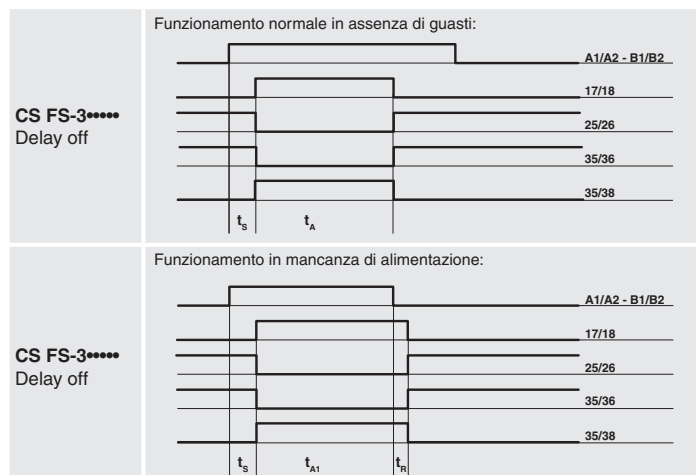 Funzionamento normale in assenza di guasti:
CS FS-3•••••
Delay off
A1/A2 - B1/B2
17/18
25/26
35/36
35/38
tS
tA
Funzionamento in mancanza di alimentazione:
CS FS-3•••••
Delay off
A1/A2 - B1/B2
17/18
25/26
35/36
35/38
tS
tA1
tR